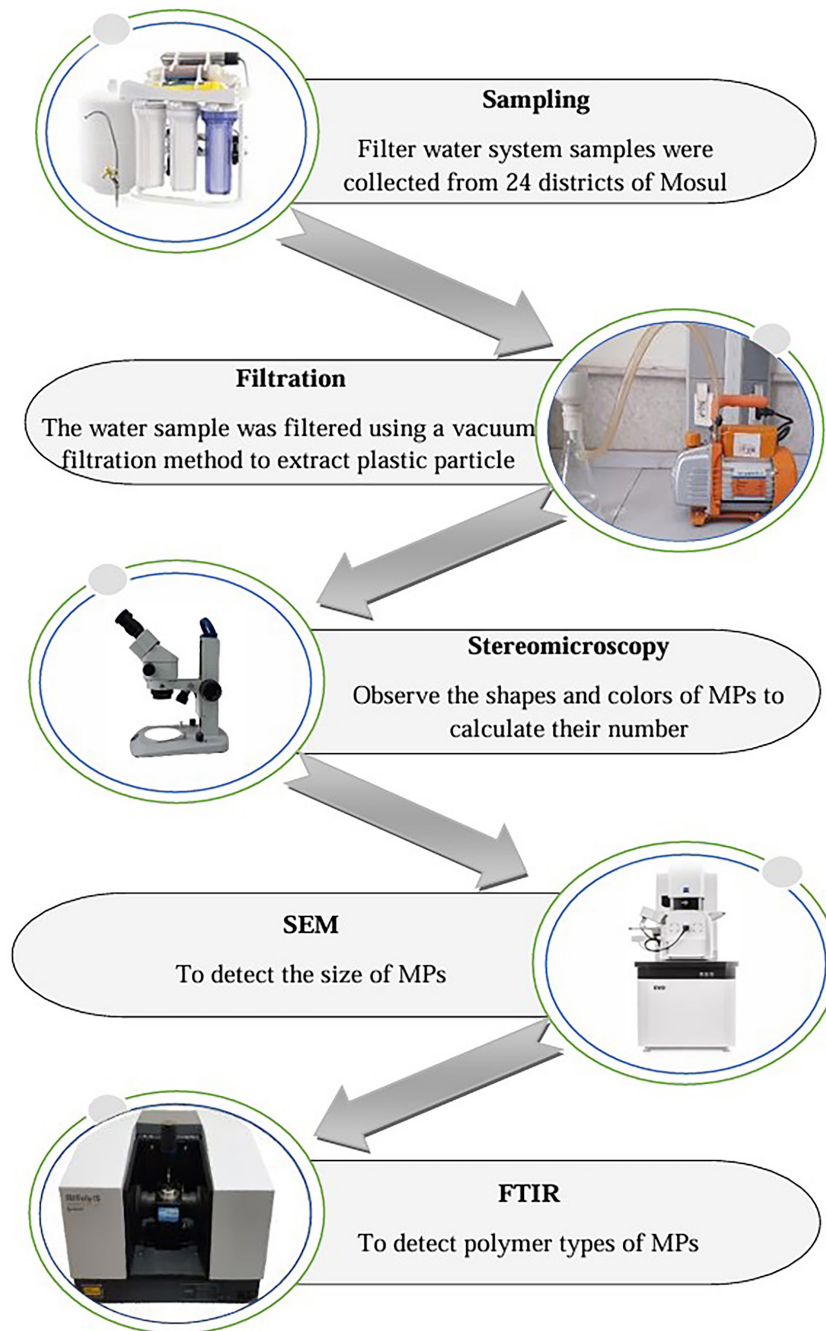 Sampling
Filter water system samples were
collected from 24 districts of Mosul
Filtration
The water sample was filtered using a vacuum
filtration method to extract plastic particle
Stereomicroscopy
Observe the shapes and colors of MPs to
calculate their number
SEM
To detect the size of MPs
EVO
FTIR
To detect polymer types of MPs